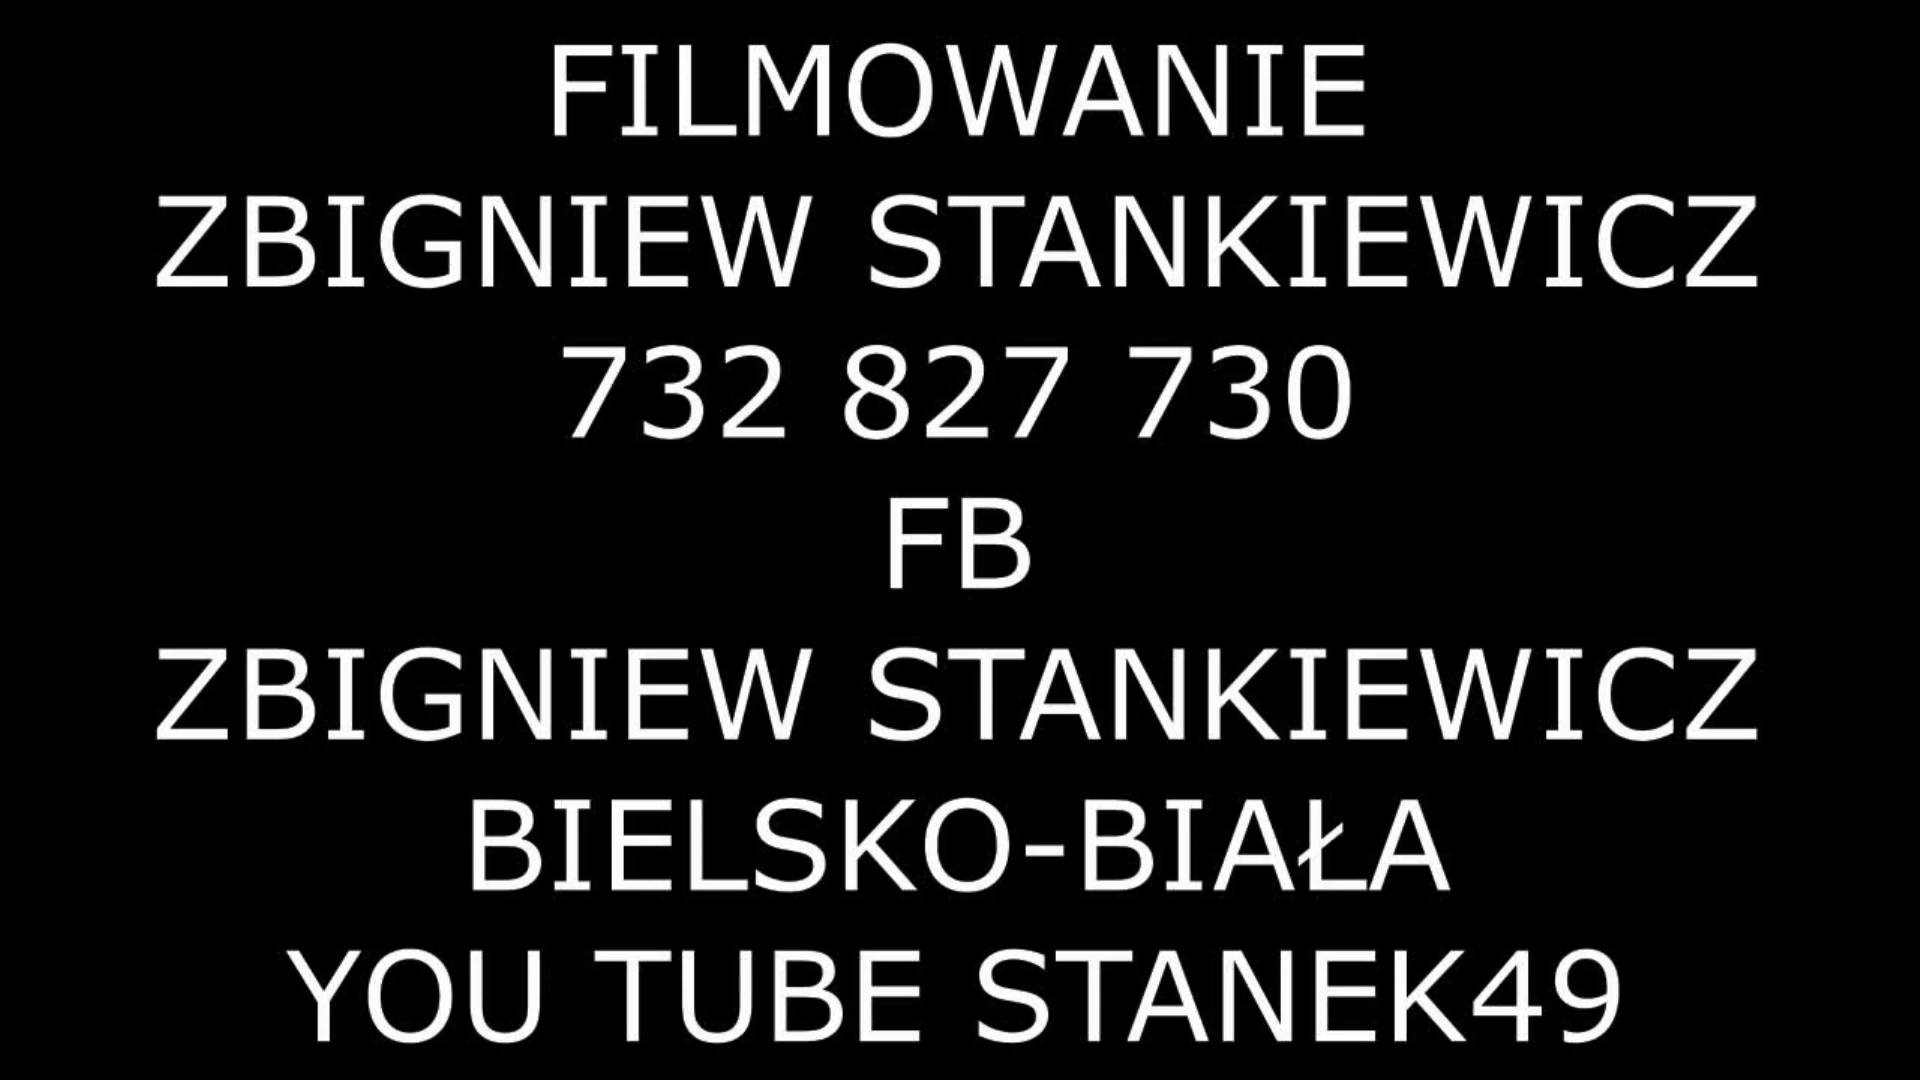 FILMOWANIE
ZBIGNIEW STANKIEWICZ
732 827 730
FB
ZBIGNIEW STANKIEWICZ
BIELSKO-BIAŁA
YOU TUBE STANEK49